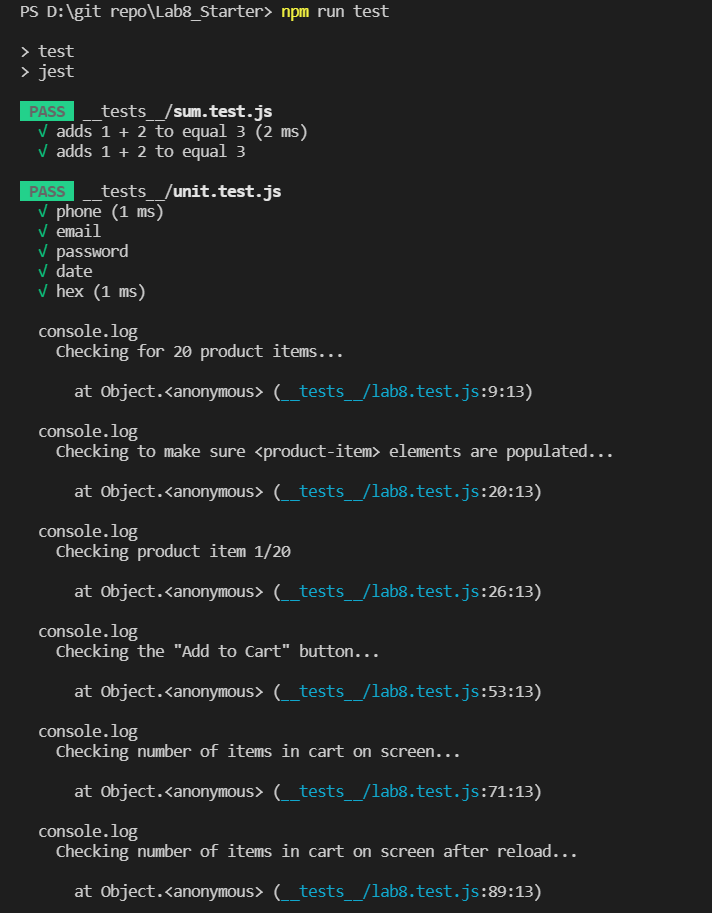 PS D:\git repo\Lab8_Starter> npm run test
> test
> jest
PASS __tests__/sum.test.js
√ adds 1 + 2 to equal 3 (2 ms)
√ adds 1 + 2 to equal 3
PASS __tests__/unit.test.js
√ phone (1 ms)
√ email
√ password
√ date
√ hex (1 ms)
console.log
Checking for 20 product items...
at Object.<anonymous> (__tests__/lab8.test.js:9:13)
console.log
Checking to make sure <product-item> elements are populated...
at Object.<anonymous> (__tests__/lab8.test.js:20:13)
console.log
Checking product item 1/20
at Object.<anonymous> (__tests__/lab8.test.js:26:13)
console.log
Checking the "Add to Cart" button...
at Object.<anonymous> (__tests__/lab8.test.js:53:13)
console.log
Checking number of items in cart on screen...
at Object.<anonymous> (__tests__/lab8.test.js:71:13)
console.log
Checking number of items in cart on screen after reload...
at Object.<anonymous> (__tests__/lab8.test.js:89:13)